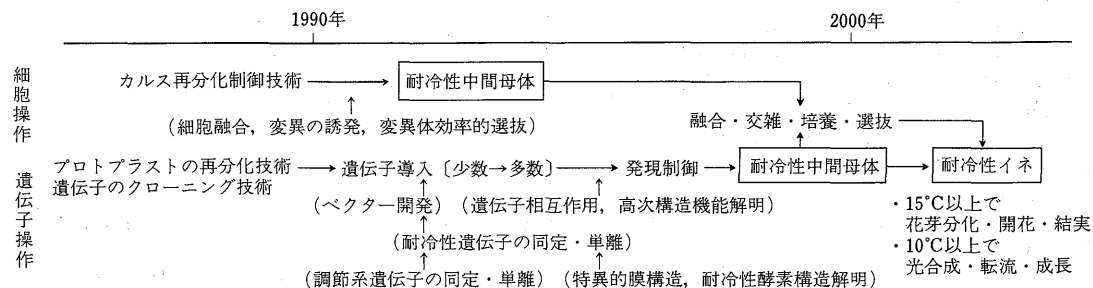 1990年
2000年
細胞操作
カルス再分化制御技術
耐冷性中間母体
(細胞融合,変異の誘発,変異体効率的選抜)
融合・交雑・培養・選抜
遺伝子操作
プロトプラストの再分化技術
遺伝子のクローニング技術
遺伝子導入〔少数→多数〕
発現制御
耐冷性中間母体
耐冷性イネ
(ベクター開発)
(遺伝子相互作用,高次構造機能解明)
(耐冷性遺伝子の同定・単離)
(調節系遺伝子の同定・単離)
(特異的膜構造,耐冷性酵素構造解明)
・15℃以上で
花芽分化・開花・結実
・10℃以上で
光合成・転流・成長